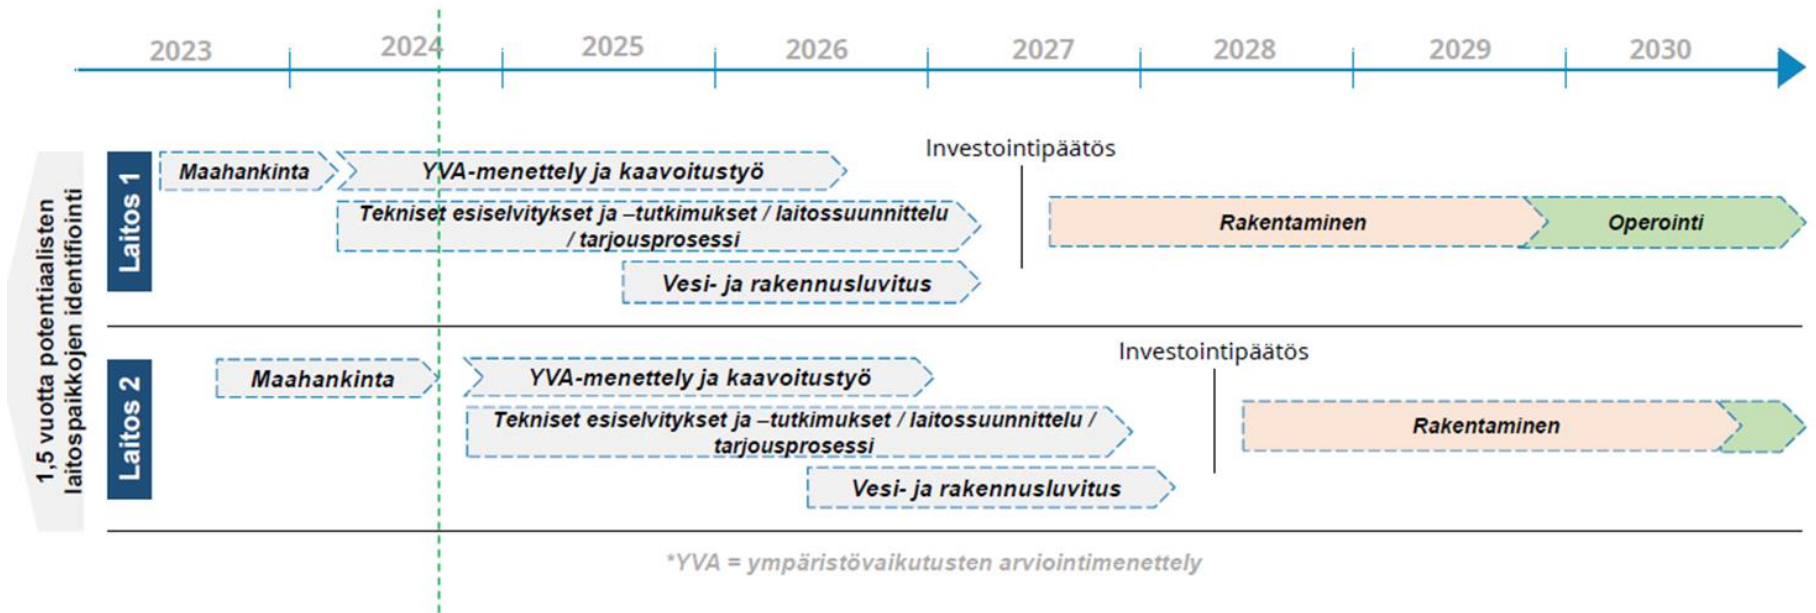 2023 2024 2025 2026 2027 2028 2029 2030
1,5 vuotta potentiaalisten
laitospaikkojen identifiointi
Laitos 1
Maahankinta
YVA-menettely ja kaavoitustyö
Tekniset esiselvitykset ja –tutkimukset / laitossuunnittelu
/ tarjousprosessi
Vesi- ja rakennusluvitus
Investointipäätös
Rakentaminen
Operointi
Laitos 2
Maahankinta
YVA-menettely ja kaavoitustyö
Tekniset esiselvitykset ja –tutkimukset / laitossuunnittelu /
tarjousprosessi
Vesi- ja rakennusluvitus
Investointipäätös
Rakentaminen
*YVA = ympäristövaikutusten arviointimenettely